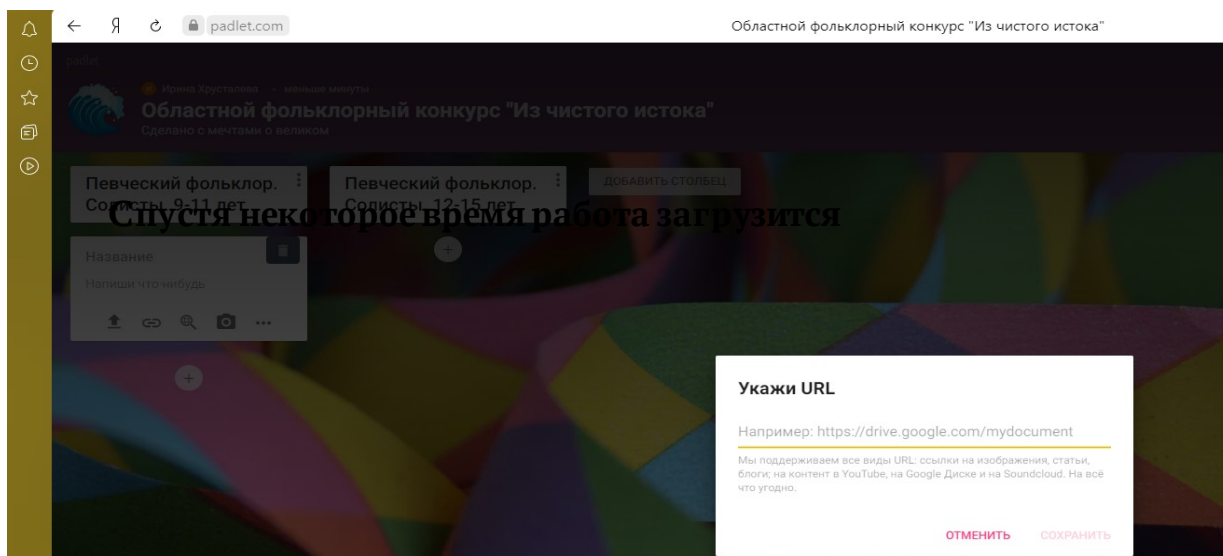 padlet.com
Областной фольклорный конкурс "Из чистого истока"
padlet
Ирина Хрусталева
меньше минуты
Областной фольклорный конкурс "Из чистого истока"
Сделано с мечтами о великом
Певческий фольклор.
Солисты. 9-11 лет
Певческий фольклор.
Солисты. 12-15 лет
ДОБАВИТЬ СТОЛБЕЦ
Спустя некоторое время работа загрузится
Название
Напиши что-нибудь
Укажи URL
Например: https://drive.google.com/mydocument
Мы поддерживаем все виды URL: ссылки на изображения, статьи,
блоги; на контент в YouTube, на Google Диске и на Soundcloud. На всё
что угодно.
ОТМЕНИТЬ
СОХРАНИТЬ